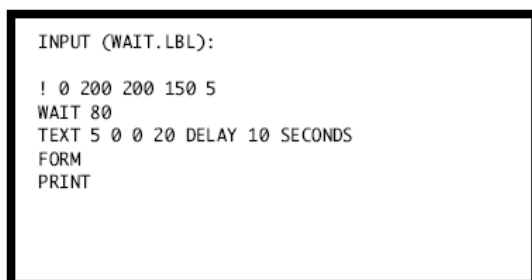 INPUT (WAIT.LBL):
! 0 200 200 150 5
WAIT 80
TEXT 5 0 0 20 DELAY 10 SECONDS
FORM
PRINT